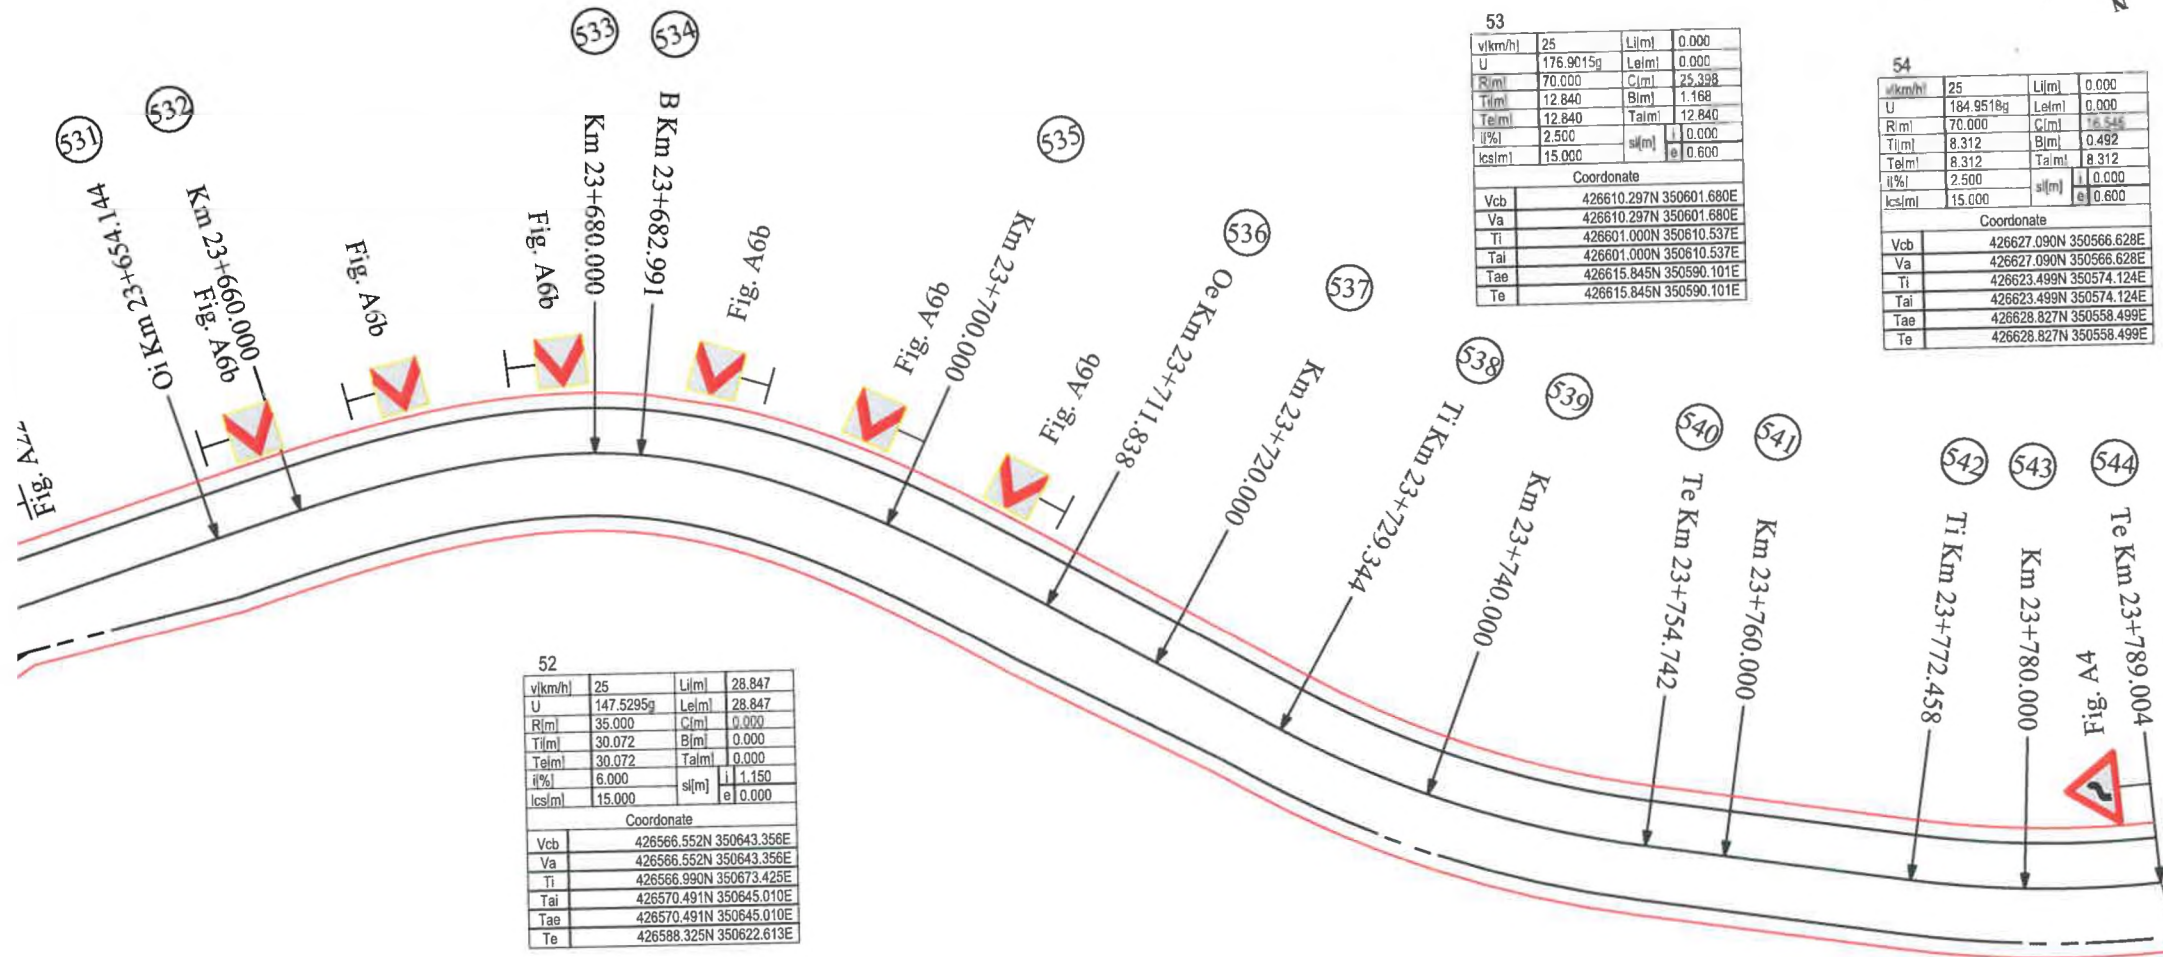 533
534
532
531
535
536
537
538
539
540
541
542
543
544
Oi Km 23+654.144
Km 23+660.000
Fig. A6b
Fig. A6b
Fig. A6b
Km 23+680.000
B Km 23+682.991
Fig. A6b
Fig. A6b
Km 23+700.000
Fig. A6b
Oe Km 23+711.838
Km 23+720.000
Ti Km 23+729.344
Km 23+740.000
Te Km 23+754.742
Km 23+760.000
Ti Km 23+772.458
Km 23+780.000
Te Km 23+789.004
Fig. A4
Fig.
N
53
v[km/h] 25 Li[m] 0.000
U 176.9015g Le[m] 0.000
R[m] 70.000 C[m] 25.398
Ti[m] 12.840 B[m] 1.168
Te[m] 12.840 Ta[m] 12.840
i[%] 2.500 sl[m] i 0.000
lcs[m] 15.000 e 0.600
Coordonate
Vcb 426610.297N 350601.680E
Va 426610.297N 350601.680E
Ti 426601.000N 350610.537E
Tai 426601.000N 350610.537E
Tae 426615.845N 350590.101E
Te 426615.845N 350590.101E
54
v[km/h] 25 Li[m] 0.000
U 184.9518g Le[m] 0.000
R[m] 70.000 C[m] 16.546
Ti[m] 8.312 B[m] 0.492
Te[m] 8.312 Ta[m] 8.312
i[%] 2.500 sl[m] i 0.000
lcs[m] 15.000 e 0.600
Coordonate
Vcb 426627.090N 350566.628E
Va 426627.090N 350566.628E
Ti 426623.499N 350574.124E
Tai 426623.499N 350574.124E
Tae 426628.827N 350558.499E
Te 426628.827N 350558.499E
52
v[km/h] 25 Li[m] 28.847
U 147.5295g Le[m] 28.847
R[m] 35.000 C[m] 0.000
Ti[m] 30.072 B[m] 0.000
Te[m] 30.072 Ta[m] 0.000
i[%] 6.000 sl[m] i 1.150
lcs[m] 15.000 e 0.000
Coordonate
Vcb 426566.552N 350643.356E
Va 426566.552N 350643.356E
Ti 426566.990N 350673.425E
Tai 426570.491N 350645.010E
Tae 426570.491N 350645.010E
Te 426588.325N 350622.613E